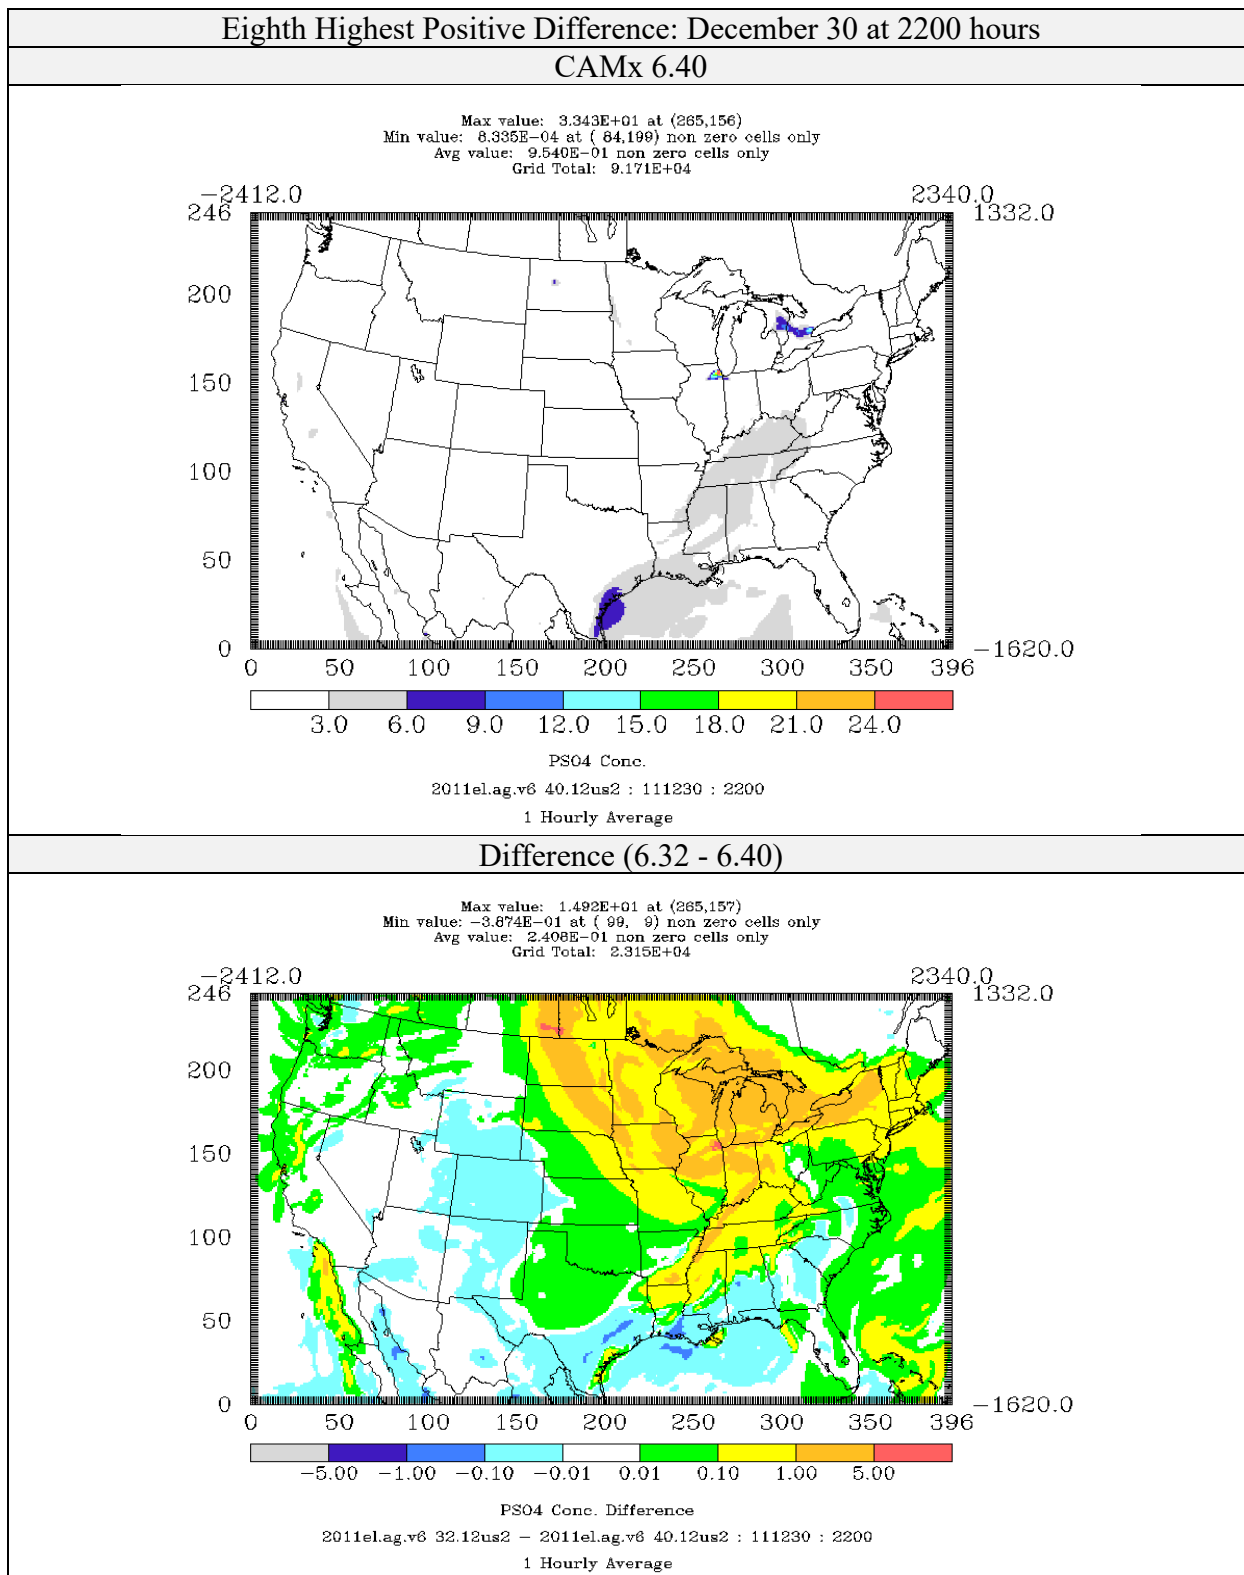 Eighth Highest Positive Difference: December 30 at 2200 hours
CAMx 6.40
Max value: 3.343E+01 at (265,156)
Min value: 8.335E-04 at ( 84,199) non zero cells only
Avg value: 9.540E-01 non zero cells only
Grid Total: 9.171E+04
-2412.0 2340.0
246 1332.0
200
150
100
50
0 -1620.0
0 50 100 150 200 250 300 350 396
3.0 6.0 9.0 12.0 15.0 18.0 21.0 24.0
PSO4 Conc.
2011el.ag.v6 40.12us2 : 111230 : 2200
1 Hourly Average
Difference (6.32 - 6.40)
Max value: 1.492E+01 at (265,157)
Min value: -3.874E-01 at ( 99, 9) non zero cells only
Avg value: 2.408E-01 non zero cells only
Grid Total: 2.315E+04
-2412.0 2340.0
246 1332.0
200
150
100
50
0 -1620.0
0 50 100 150 200 250 300 350 396
-5.00 -1.00 -0.10 -0.01 0.01 0.10 1.00 5.00
PSO4 Conc. Difference
2011el.ag.v6 32.12us2 - 2011el.ag.v6 40.12us2 : 111230 : 2200
1 Hourly Average